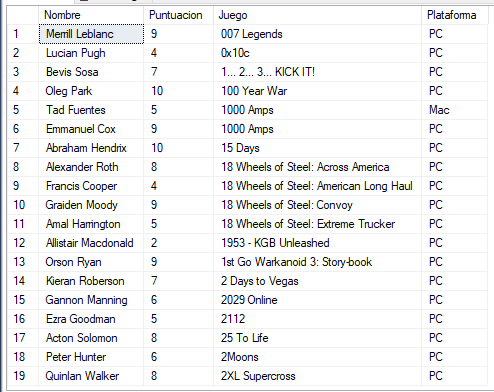 Nombre Puntuacion Juego Plataforma
1 Merrill Leblanc 9 007 Legends PC
2 Lucian Pugh 4 0x10c PC
3 Bevis Sosa 7 1... 2... 3... KICK IT! PC
4 Oleg Park 10 100 Year War PC
5 Tad Fuentes 5 1000 Amps Mac
6 Emmanuel Cox 9 1000 Amps PC
7 Abraham Hendrix 10 15 Days PC
8 Alexander Roth 8 18 Wheels of Steel: Across America PC
9 Francis Cooper 4 18 Wheels of Steel: American Long Haul PC
10 Graiden Moody 9 18 Wheels of Steel: Convoy PC
11 Amal Harrington 5 18 Wheels of Steel: Extreme Trucker PC
12 Allistair Macdonald 2 1953 - KGB Unleashed PC
13 Orson Ryan 9 1st Go Warkanoid 3: Story-book PC
14 Kieran Roberson 7 2 Days to Vegas PC
15 Gannon Manning 6 2029 Online PC
16 Ezra Goodman 5 2112 PC
17 Acton Solomon 8 25 To Life PC
18 Peter Hunter 6 2Moons PC
19 Quinlan Walker 8 2XL Supercross PC